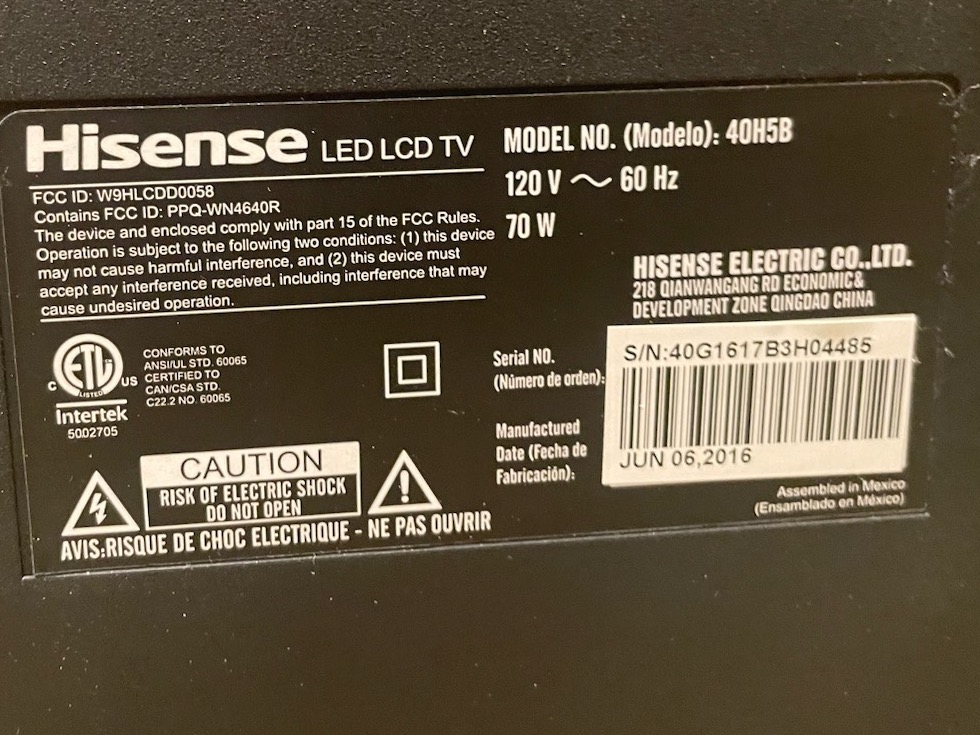 Hisense LED LCD TV
FCC ID: W9HLCDD0058
Contains FCC ID: PPQ-WN4640R
The device and enclosed comply with part 15 of the FCC Rules.
Operation is subject to the following two conditions: (1) this device
may not cause harmful interference, and (2) this device must
accept any interference received, including interference that may
cause undesired operation.
MODEL NO. (Modelo): 40H5B
120 V ~ 60 Hz
70 W
HISENSE ELECTRIC CO.,LTD.
218 QIANWANGANG RD ECONOMIC&
DEVELOPMENT ZONE QINGDAO CHINA
C ETL US
LISTED
Intertek
5002705
CONFORMS TO
ANSI/UL STD. 60065
CERTIFIED TO
CAN/CSA STD.
C22.2 NO. 60065
Serial NO.
(Número de orden):
S/N:40G1617B3H04485
Manufactured
Date (Fecha de
Fabricación):
JUN 06,2016
Assembled in Mexico
(Ensamblado en México)
CAUTION
RISK OF ELECTRIC SHOCK
DO NOT OPEN
AVIS:RISQUE DE CHOC ELECTRIQUE - NE PAS OUVRIR